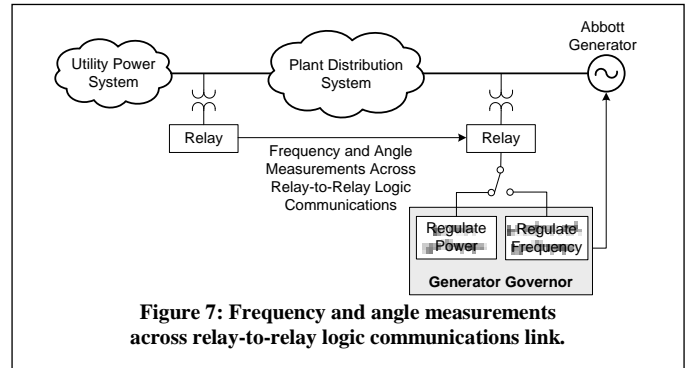 Abbott
Generator
Utility Power
System
Plant Distribution
System
Relay
Relay
Frequency and Angle
Measurements Across
Relay-to-Relay Logic
Communications
Regulate
Power
Regulate
Frequency
Generator Governor
Figure 7: Frequency and angle measurements
across relay-to-relay logic communications link.